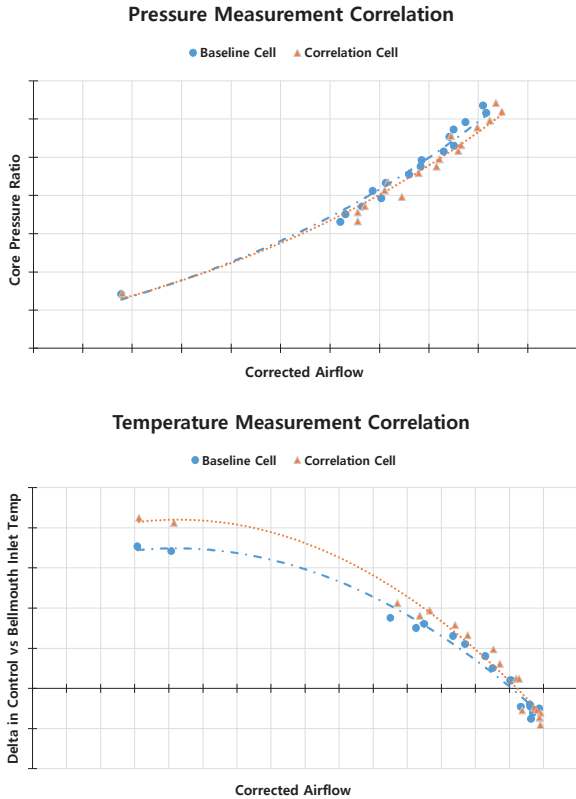 Pressure Measurement Correlation
Baseline Cell Correlation Cell
Core Pressure Ratio
Corrected Airflow
Temperature Measurement Correlation
Baseline Cell Correlation Cell
Delta in Control vs Bellmouth Inlet Temp
Corrected Airflow